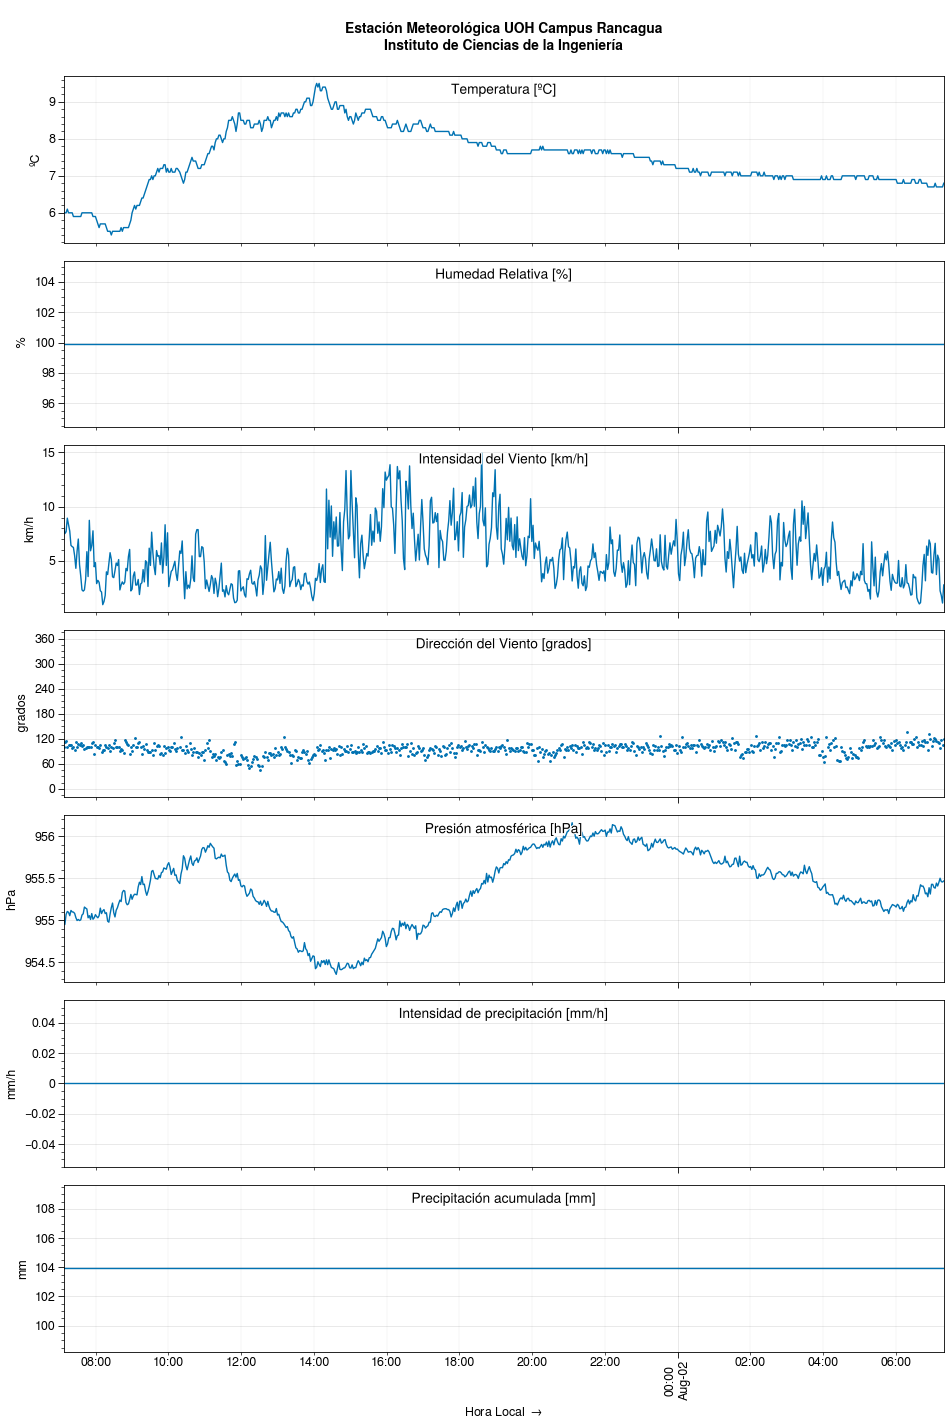 Estación Meteorológica UOH Campus Rancagua
Instituto de Ciencias de la Ingeniería
Temperatura [ºC]
ºC
9
8
7
6
Humedad Relativa [%]
%
104
102
100
98
96
Intensidad del Viento [km/h]
km/h
15
10
5
Dirección del Viento [grados]
grados
360
300
240
180
120
60
0
Presión atmosférica [hPa]
hPa
956
955.5
955
954.5
Intensidad de precipitación [mm/h]
mm/h
0.04
0.02
0
−0.02
−0.04
Precipitación acumulada [mm]
mm
108
106
104
102
100
08:00 10:00 12:00 14:00 16:00 18:00 20:00 22:00 00:00 02:00 04:00 06:00
Aug-02
Hora Local →